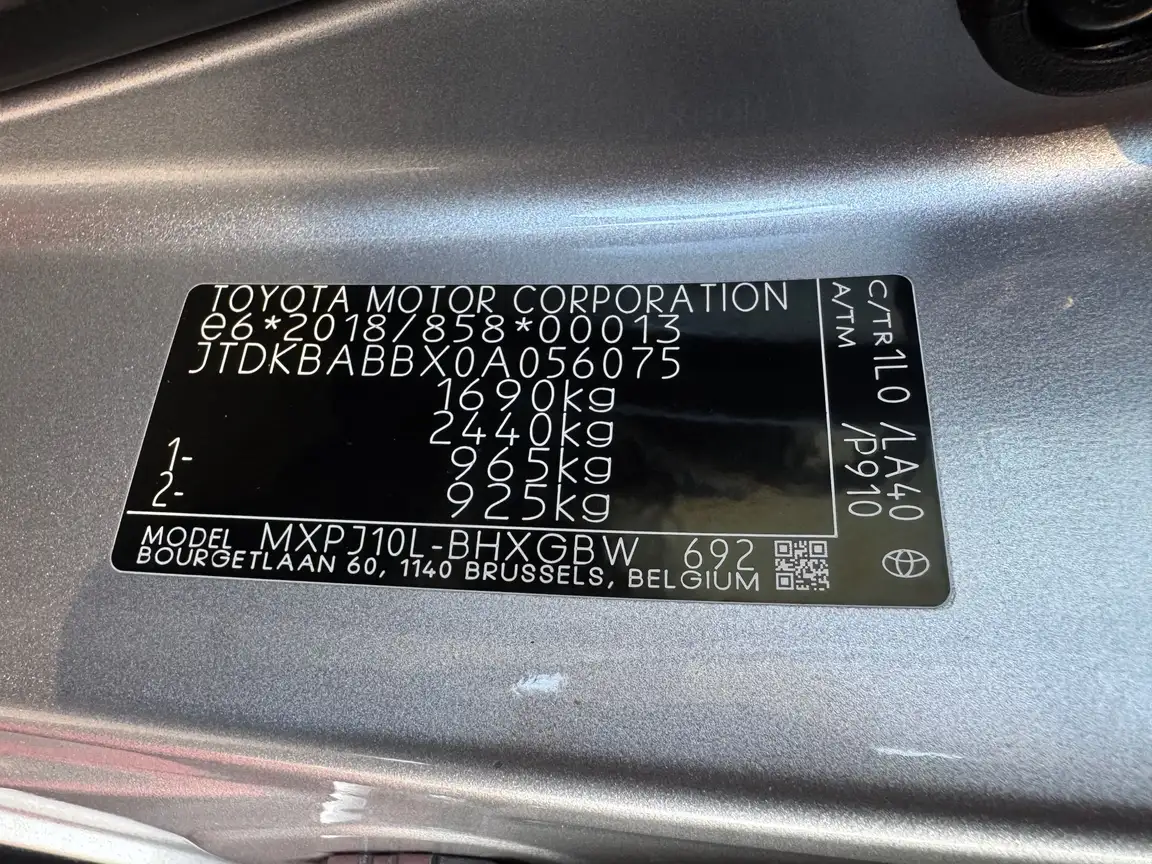 TOYOTA MOTOR CORPORATION
e6*2018/858*00013
JTDKBABBX0A056075
1690kg
2440kg
1- 965kg
2- 925kg
MODEL MXPJ10L-BHXGBW 692
BOURGETLAAN 60, 1140 BRUSSELS, BELGIUM
C/TR 1L0 /LA40
A/TM /P910